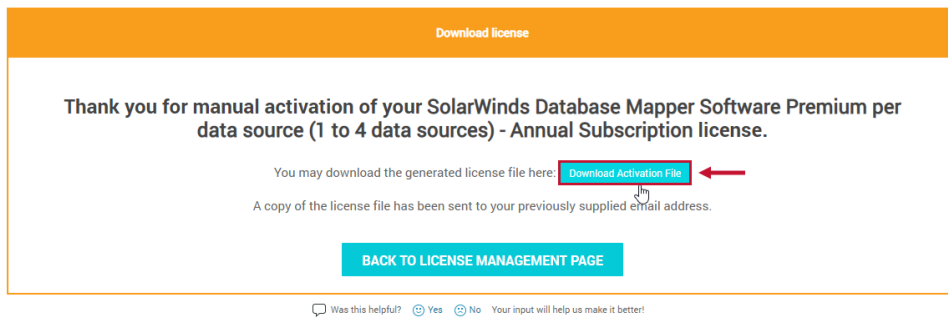 Download license
Thank you for manual activation of your SolarWinds Database Mapper Software Premium per
data source (1 to 4 data sources) - Annual Subscription license.
You may download the generated license file here: Download Activation File
A copy of the license file has been sent to your previously supplied email address.
BACK TO LICENSE MANAGEMENT PAGE
Was this helpful? Yes No Your input will help us make it better!